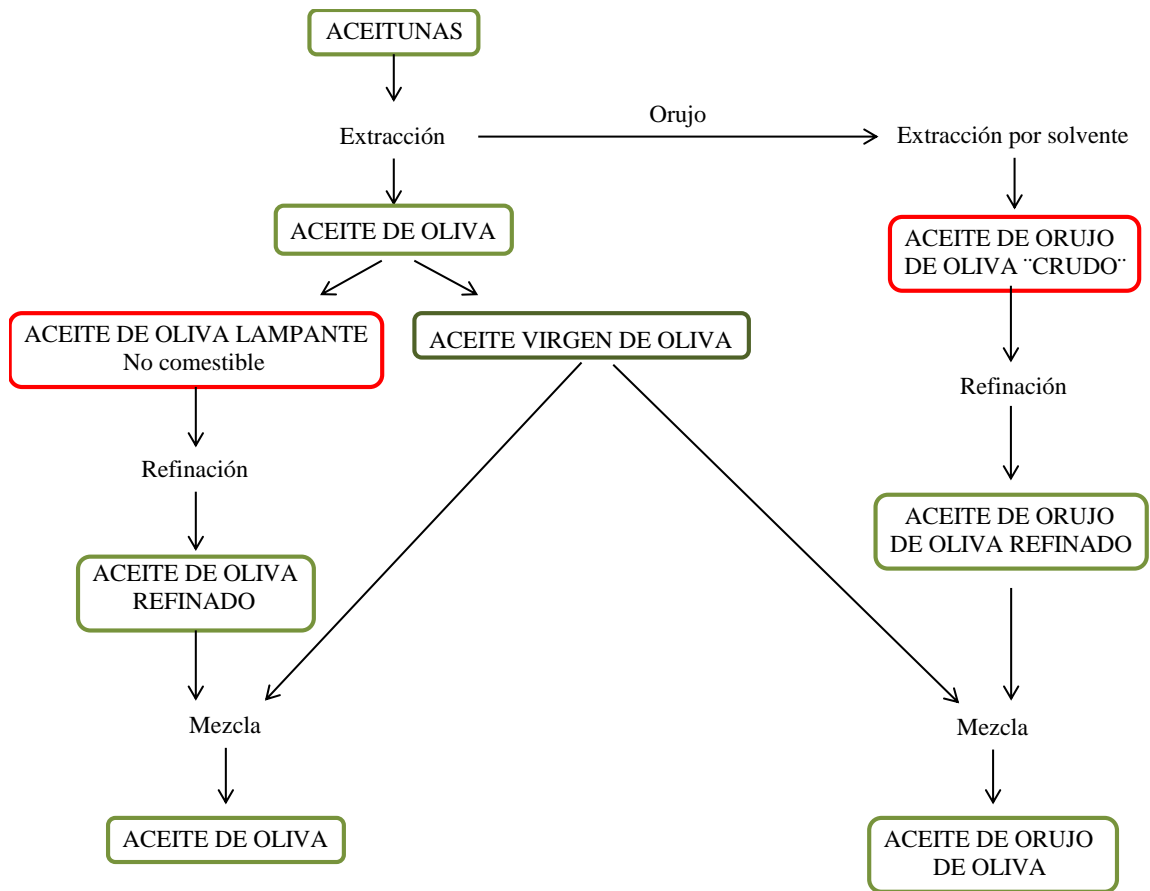 ACEITUNAS
Orujo
Extracción
Extracción por solvente
ACEITE DE OLIVA
ACEITE DE ORUJO
DE OLIVA ¨CRUDO¨
ACEITE DE OLIVA LAMPANTE
No comestible
ACEITE VIRGEN DE OLIVA
Refinación
Refinación
ACEITE DE ORUJO
DE OLIVA REFINADO
ACEITE DE OLIVA
REFINADO
Mezcla
Mezcla
ACEITE DE OLIVA
ACEITE DE ORUJO
DE OLIVA